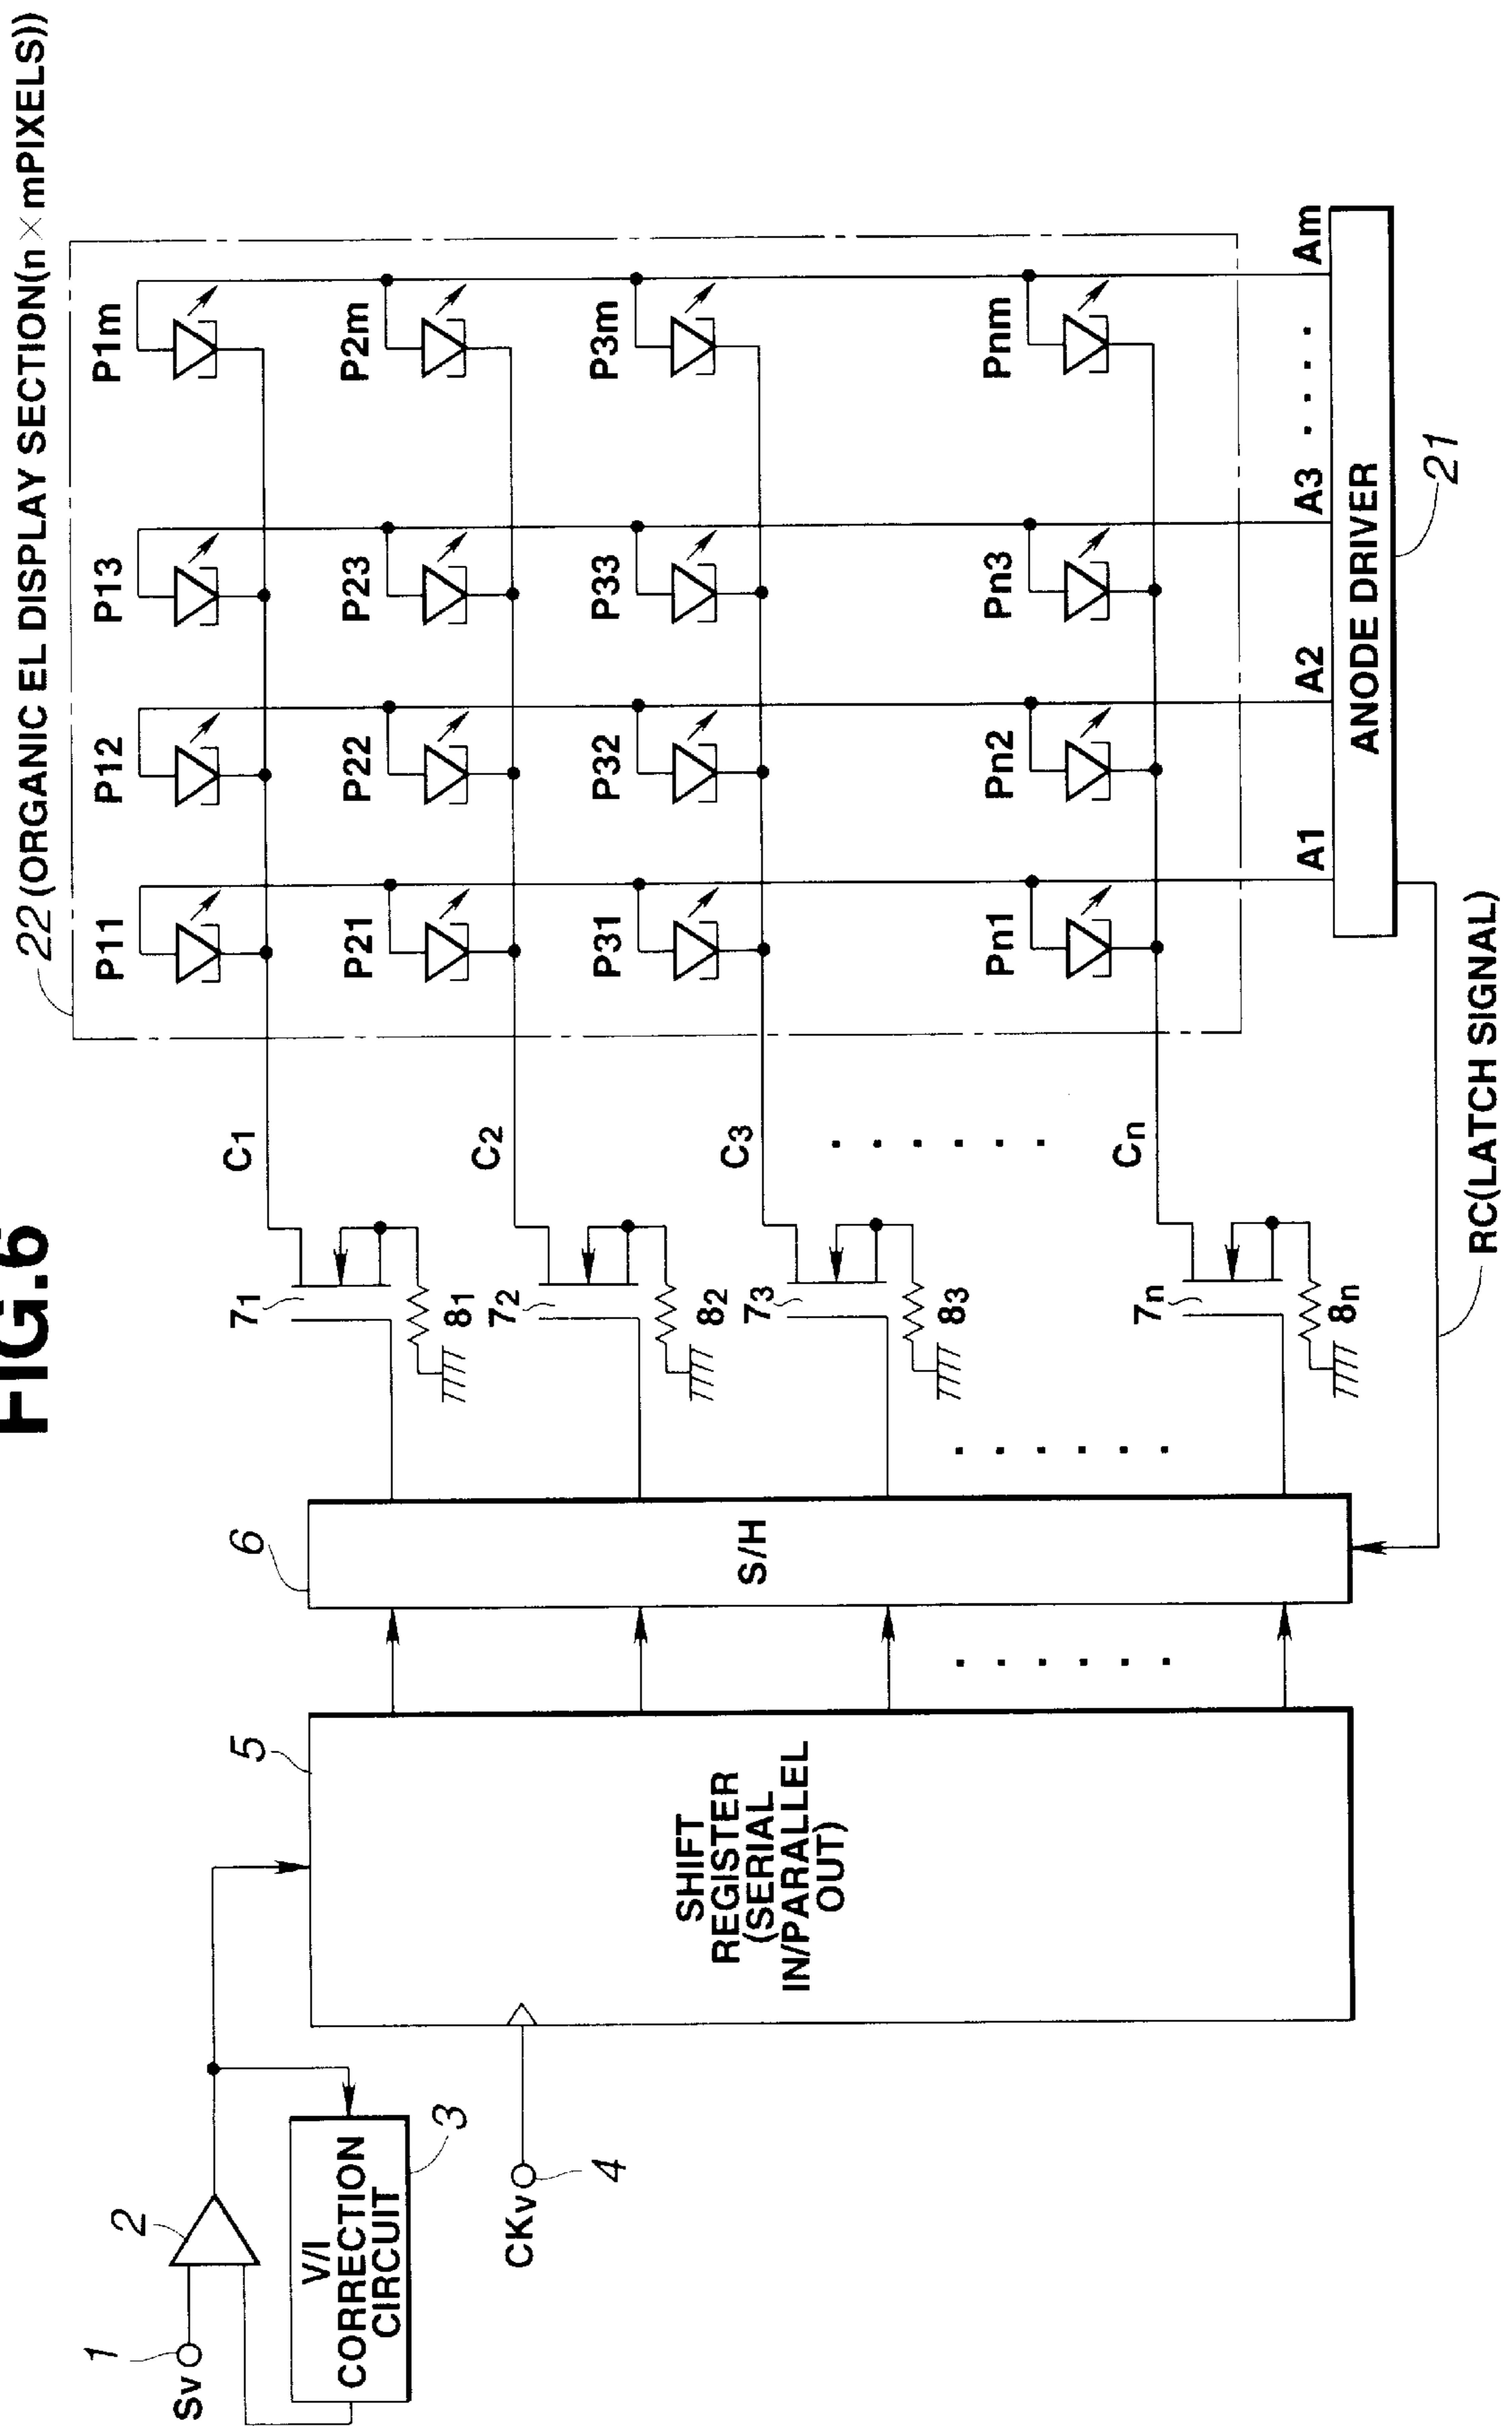 FIG.6
22 (ORGANIC EL DISPLAY SECTION(n×mPIXELS))
P11 P12 P13 P1m
P21 P22 P23 P2m
P31 P32 P33 P3m
Pn1 Pn2 Pn3 Pnm
C1
C2
C3
. . . . . .
Cn
71
81
72
82
73
83
7n
8n
A1 A2 A3 . . . . Am
ANODE DRIVER
21
RC(LATCH SIGNAL)
6
S/H
. . . . . .
5
SHIFT
REGISTER
(SERIAL
IN/PARALLEL
OUT)
. . . . . .
1
Sv
2
V/I
CORRECTION
CIRCUIT
3
CKv
4